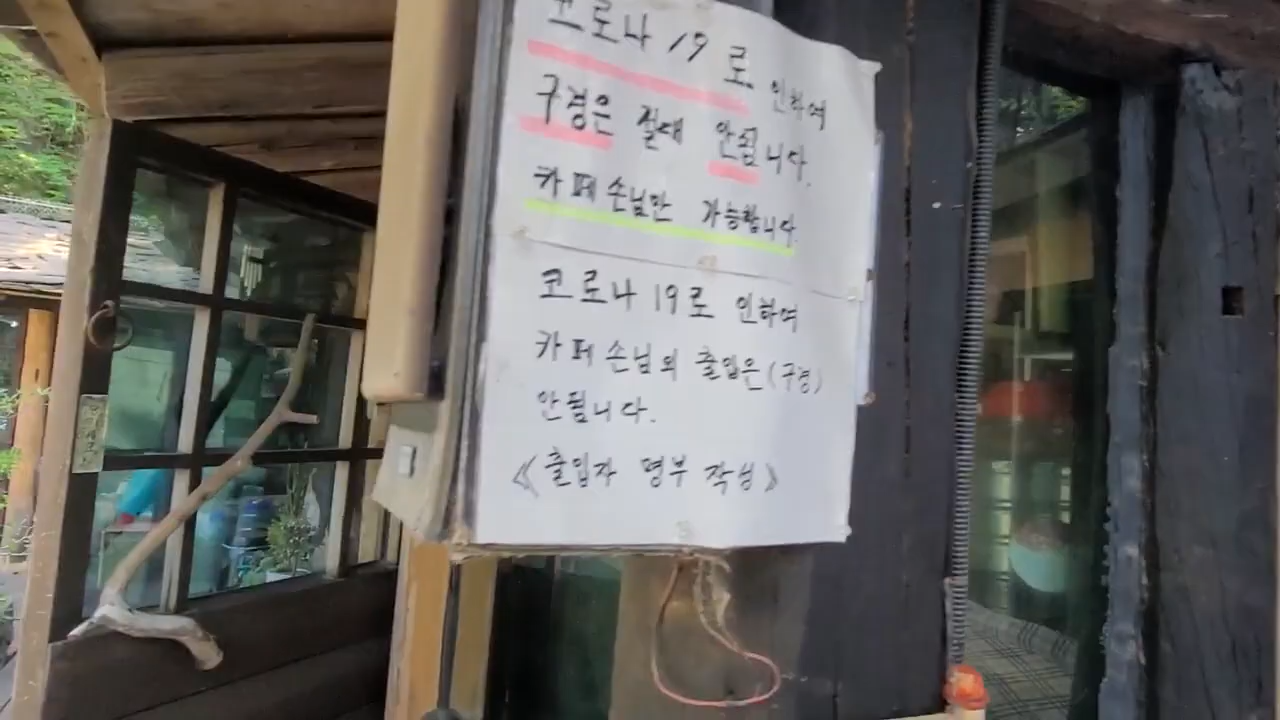 코로나 19로 인하여
구경은 절대 안됩니다.
카페 손님만 가능합니다.
코로나 19로 인하여
카페 손님외 출입은(구경)
안됩니다.
《출입자 명부 작성》